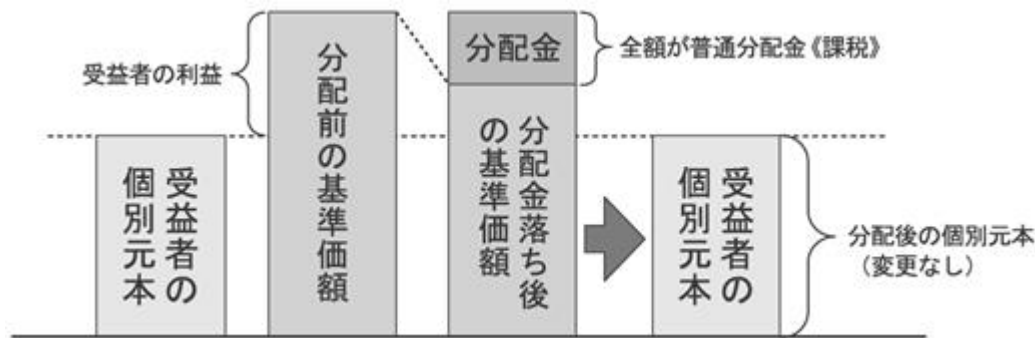 受益者の利益
受益者の
個別元本
分配前の基準価額
分配金
全額が普通分配金《課税》
分配金落ち後
の基準価額
受益者の
個別元本
分配後の個別元本
（変更なし）